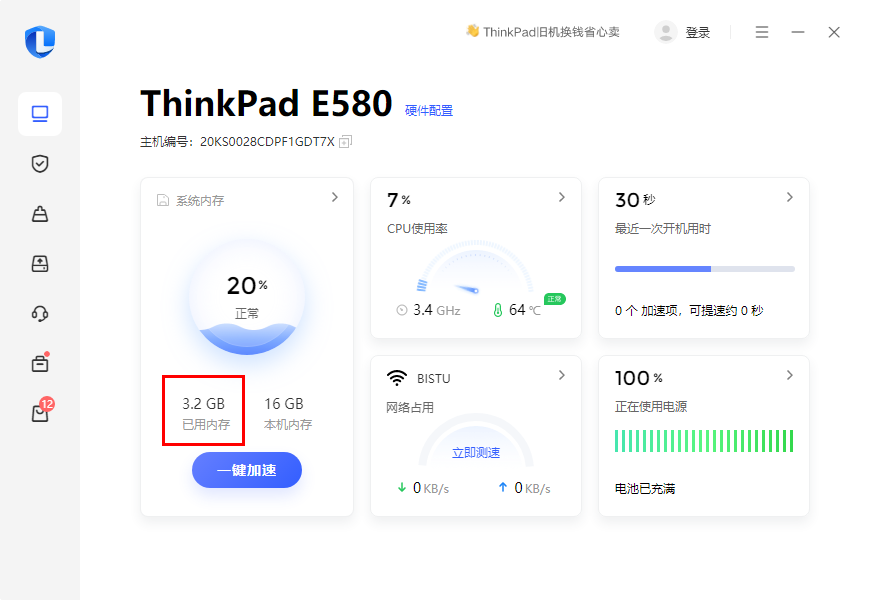 ThinkPad旧机换钱省心卖
登录
ThinkPad E580 硬件配置
主机编号：20KS0028CDPF1GDT7X
系统内存
20%
正常
3.2 GB
已用内存
16 GB
本机内存
一键加速
7%
CPU使用率
3.4 GHz
64 ℃
正常
30 秒
最近一次开机用时
0 个 加速项，可提速约 0 秒
BISTU
网络占用
立即测速
0 KB/s
0 KB/s
100%
正在使用电源
电池已充满
12